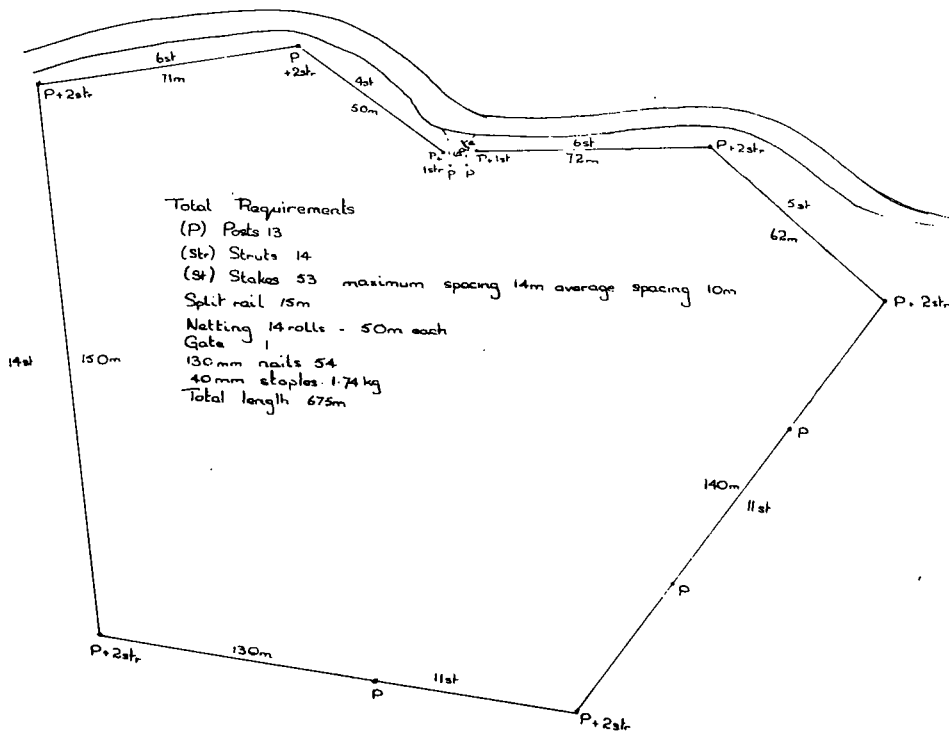 6st
71m
P+2str
P
+2str
4st
50m
P+
1str
P P
P+1st
6st
72m
P+2str
5st
62m
P+ 2str
Total Requirements
(P) Posts 13
(Str) Struts 14
(St) Stakes 53 maximum spacing 14m average spacing 10m
Split rail 15m
Netting 14 rolls - 50m each
Gate 1
130mm nails 54
40mm staples. 1.74kg
Total length 675m
14st
150m
P
140m
11st
P
P+2str
130m
P
11st
P+2str